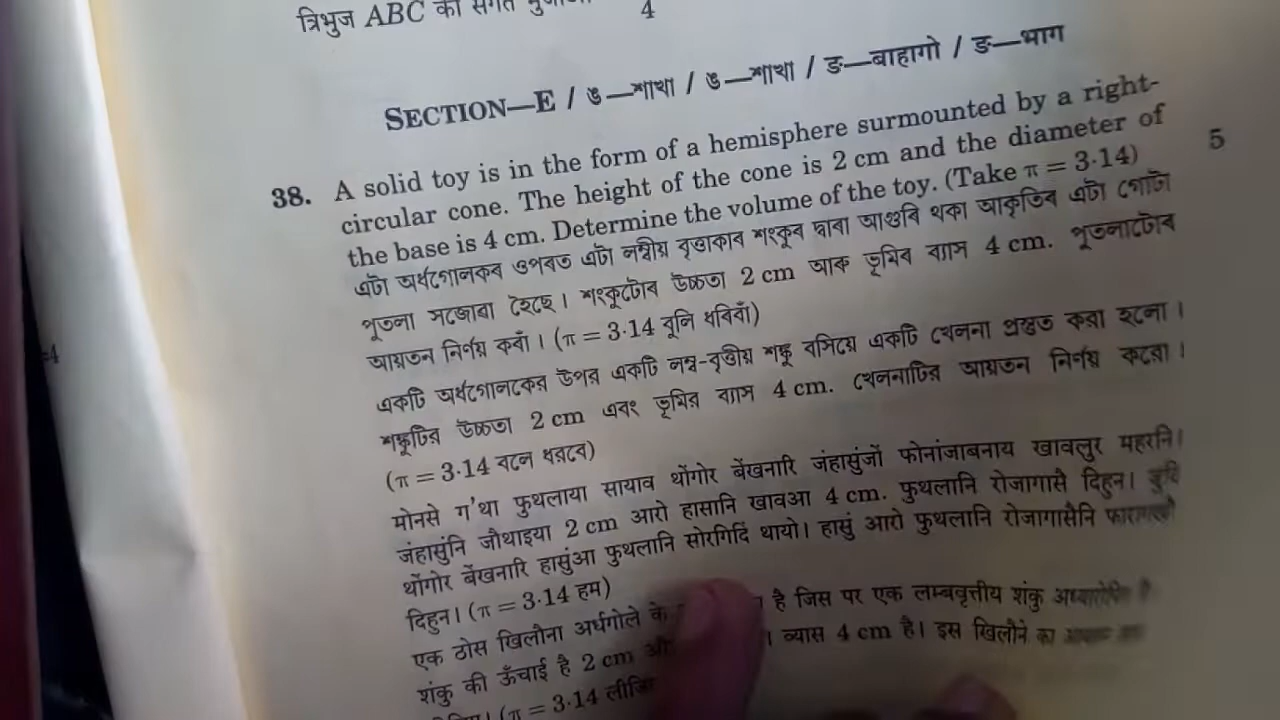 त्रिभुज ABC की संगत
4
SECTION—E / ঙ—শাখা / ঙ—শাখা / ङ—बाहागो / ङ—भाग
38. A solid toy is in the form of a hemisphere surmounted by a right-
circular cone. The height of the cone is 2 cm and the diameter of 5
the base is 4 cm. Determine the volume of the toy. (Take π = 3·14)
এটা অৰ্ধগোলকৰ ওপৰত এটা লম্বীয় বৃত্তাকাৰ শংকুৰ দ্বাৰা আগুৰি থকা আকৃতিৰ এটা গোটা
পুতলা সজোৱা হৈছে। শংকুটোৰ উচ্চতা 2 cm আৰু ভূমিৰ ব্যাস 4 cm. পুতলাটোৰ
আয়তন নিৰ্ণয় কৰাঁ। (π = 3·14 বুলি ধৰিবাঁ)
একটি অর্ধগোলকের উপর একটি লম্ব-বৃত্তীয় শঙ্কু বসিয়ে একটি খেলনা প্রস্তুত করা হলো।
শঙ্কুটির উচ্চতা 2 cm এবং ভূমির ব্যাস 4 cm. খেলনাটির আয়তন নির্ণয় করো।
(π = 3·14 বলে ধরবে)
मोनसे ग'था फुथलाया सायाव थोंगोर बेंखनारि जंहासुंजों फोनांजाबनाय खावलुर महरनि।
जंहासुंनि जौथाइया 2 cm आरो हासानि खावआ 4 cm. फुथलानि रोजागासै दिहुन।
थोंगोर बेंखनारि हासुंआ फुथलानि सोरगिदिं थायो। हासुं आरो फुथलानि रोजागासैनि
दिहुन। (π = 3·14 हम)
एक ठोस खिलौना अर्धगोले के है जिस पर एक लम्बवृत्तीय शंकु
शंकु की ऊँचाई है 2 cm व्यास 4 cm है। इस खिलौने का
(π = 3·14 लीजि